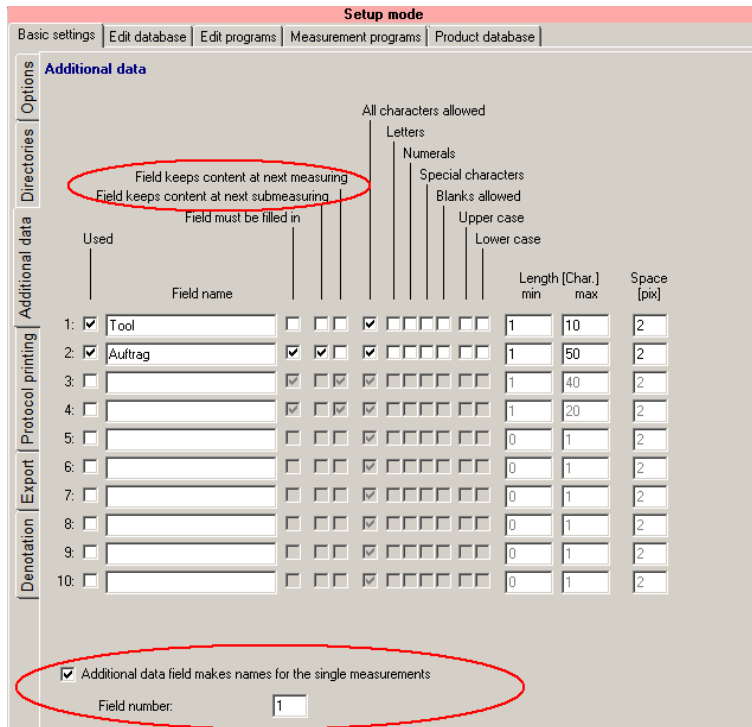 Setup mode
Basic settings Edit database Edit programs Measurement programs Product database
Options
Directories
Additional data
Protocol printing
Export
Denotation
Additional data
All characters allowed
Letters
Numerals
Field keeps content at next measuring
Special characters
Field keeps content at next submeasuring
Blanks allowed
Field must be filled in
Upper case
Used
Lower case
Length [Char.] Space
Field name min max [pix]
1: Tool 1 10 2
2: Auftrag 1 50 2
3: 1 40 2
4: 1 20 2
5: 0 1 2
6: 0 1 2
7: 0 1 2
8: 0 1 2
9: 0 1 2
10: 0 1 2
Additional data field makes names for the single measurements
Field number: 1